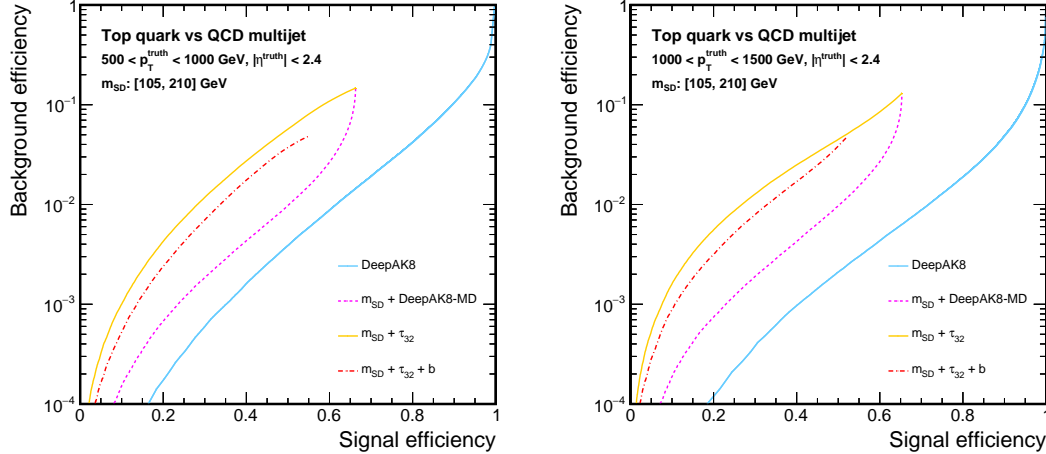 Background efficiency
1
10⁻¹
10⁻²
10⁻³
10⁻⁴
Top quark vs QCD multijet
500 < p_T^truth < 1000 GeV, |η^truth| < 2.4
m_SD: [105, 210] GeV
DeepAK8
m_SD + DeepAK8-MD
m_SD + τ_32
m_SD + τ_32 + b
0 0.2 0.4 0.6 0.8 1
Signal efficiency
Background efficiency
1
10⁻¹
10⁻²
10⁻³
10⁻⁴
Top quark vs QCD multijet
1000 < p_T^truth < 1500 GeV, |η^truth| < 2.4
m_SD: [105, 210] GeV
DeepAK8
m_SD + DeepAK8-MD
m_SD + τ_32
m_SD + τ_32 + b
0 0.2 0.4 0.6 0.8 1
Signal efficiency